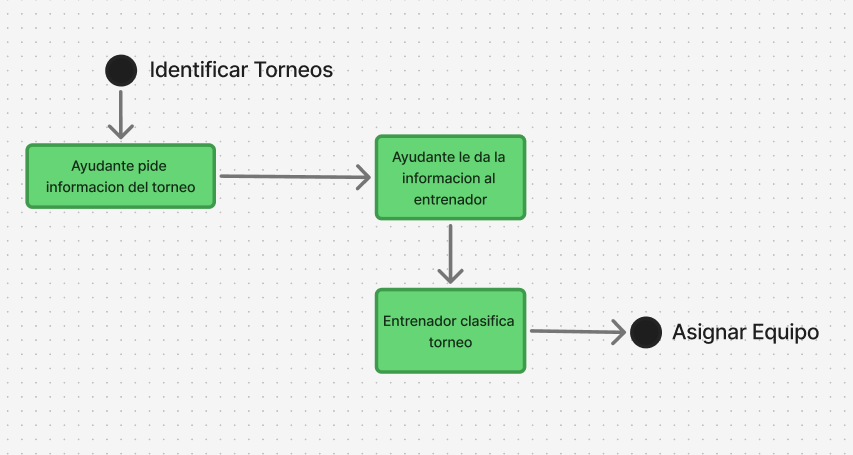 Identificar Torneos
Ayudante pide
informacion del torneo
Ayudante le da la
informacion al
entrenador
Entrenador clasifica
torneo
Asignar Equipo